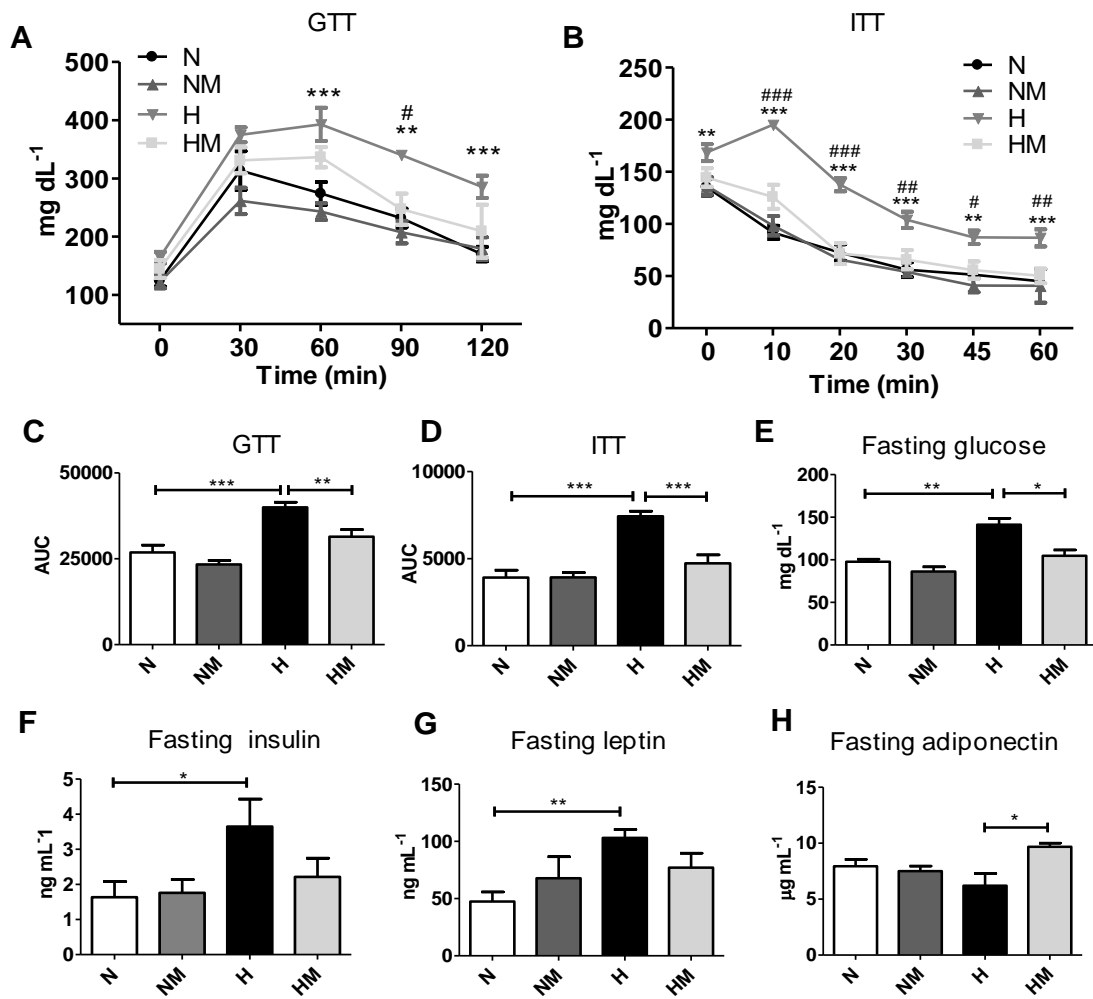 A
GTT
mg dL-1
500
400
300
200
100
N
NM
H
HM
***
#
**
***
0 30 60 90 120
Time (min)
B
ITT
mg dL-1
250
200
150
100
50
0
N
NM
H
HM
**
###
***
###
***
##
***
#
**
##
***
0 10 20 30 45 60
Time (min)
C
GTT
AUC
50000
25000
0
***
**
N NM H HM
D
ITT
AUC
10000
5000
0
***
***
N NM H HM
E
Fasting glucose
mg dL-1
200
150
100
50
0
**
*
N NM H HM
F
Fasting insulin
ng mL-1
5
4
3
2
1
0
*
N NM H HM
G
Fasting leptin
ng mL-1
150
100
50
0
**
N NM H HM
H
Fasting adiponectin
µg mL-1
15
10
5
0
*
N NM H HM